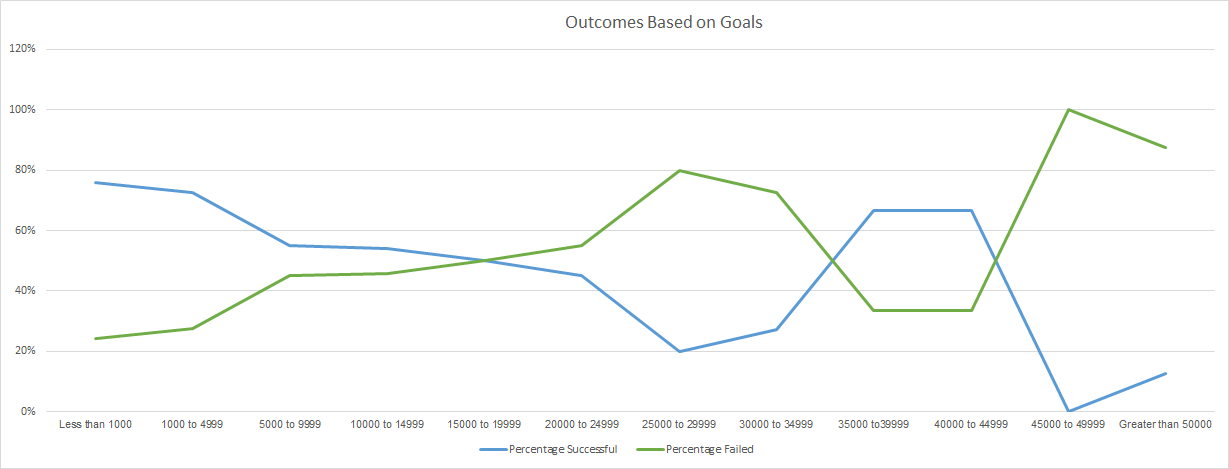 Outcomes Based on Goals
120%
100%
80%
60%
40%
20%
0%
Less than 1000 1000 to 4999 5000 to 9999 10000 to 14999 15000 to 19999 20000 to 24999 25000 to 29999 30000 to 34999 35000 to39999 40000 to 44999 45000 to 49999 Greater than 50000
Percentage Successful Percentage Failed